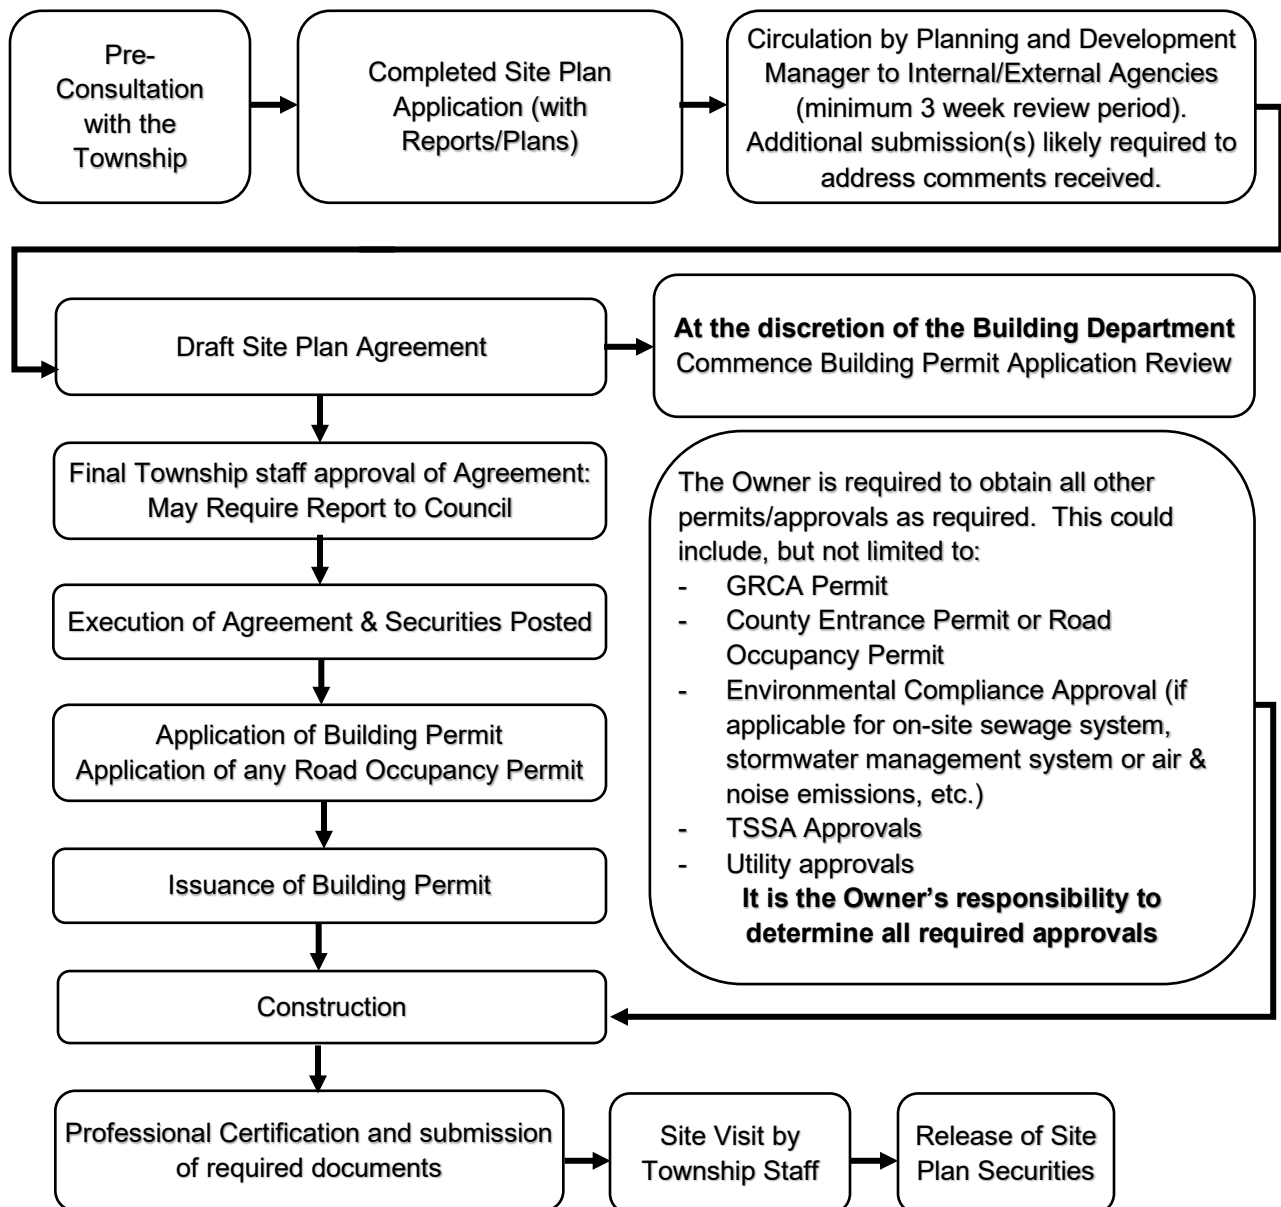 Pre-
Consultation
with the
Township
Completed Site Plan
Application (with
Reports/Plans)
Circulation by Planning and Development
Manager to Internal/External Agencies
(minimum 3 week review period).
Additional submission(s) likely required to
address comments received.
Draft Site Plan Agreement
At the discretion of the Building Department
Commence Building Permit Application Review
Final Township staff approval of Agreement:
May Require Report to Council
Execution of Agreement & Securities Posted
Application of Building Permit
Application of any Road Occupancy Permit
Issuance of Building Permit
The Owner is required to obtain all other
permits/approvals as required.  This could
include, but not limited to:
- GRCA Permit
- County Entrance Permit or Road
Occupancy Permit
- Environmental Compliance Approval (if
applicable for on-site sewage system,
stormwater management system or air &
noise emissions, etc.)
- TSSA Approvals
- Utility approvals
It is the Owner’s responsibility to
determine all required approvals
Construction
Professional Certification and submission
of required documents
Site Visit by
Township Staff
Release of Site
Plan Securities